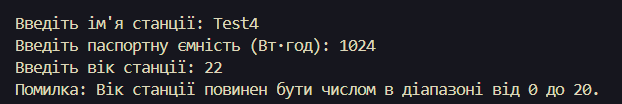 Введіть ім'я станції: Test4
Введіть паспортну ємність (Вт·год): 1024
Введіть вік станції: 22
Помилка: Вік станції повинен бути числом в діапазоні від 0 до 20.